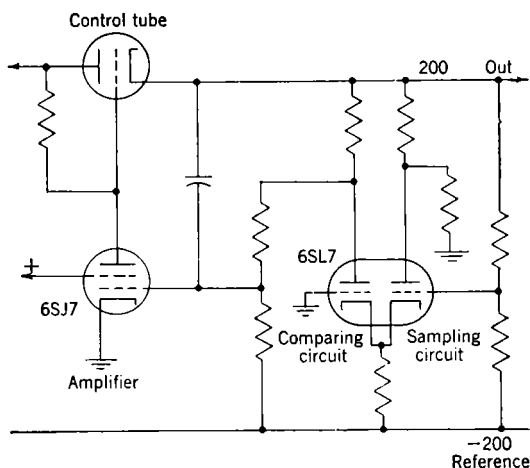 Control tube
200
Out
+
6SJ7
Amplifier
6SL7
Comparing
circuit
Sampling
circuit
−200
Reference